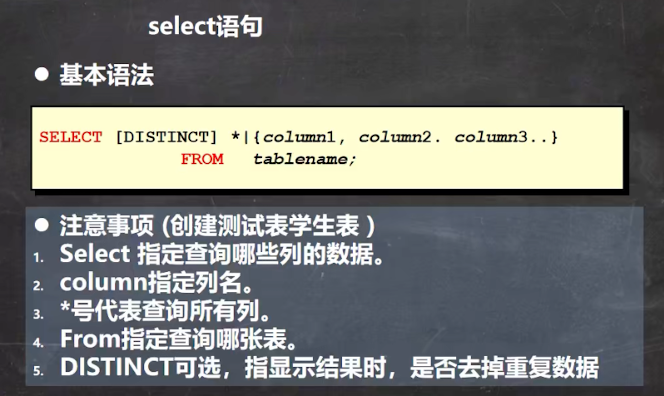 select语句
● 基本语法
SELECT [DISTINCT] *|{column1, column2. column3..}
FROM tablename;
● 注意事项 (创建测试表学生表 )
1. Select 指定查询哪些列的数据。
2. column指定列名。
3. *号代表查询所有列。
4. From指定查询哪张表。
5. DISTINCT可选，指显示结果时，是否去掉重复数据